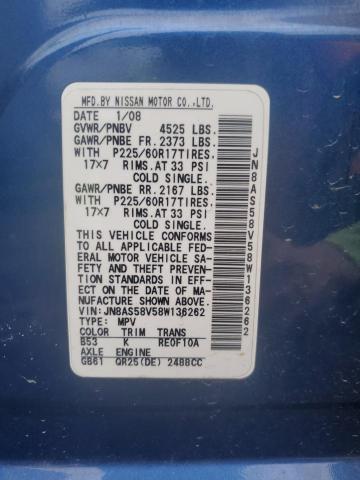 MFD.BY NISSAN MOTOR CO.,LTD.
DATE 1/08
GVWR/PNBV 4525 LBS.
GAWR/PNBE FR. 2373 LBS.
WITH P225/60R17TIRES,
17×7 RIMS,AT 33 PSI
COLD SINGLE.
GAWR/PNBE RR. 2167 LBS.
WITH P225/60R17TIRES,
17×7 RIMS,AT 33 PSI
COLD SINGLE.
THIS VEHICLE CONFORMS
TO ALL APPLICABLE FED-
ERAL MOTOR VEHICLE SA-
FETY AND THEFT PREVENTION
STANDARDS IN EFF-
ECT ON THE DATE OF MA-
NUFACTURE SHOWN ABOVE.
VIN:JN8AS58V58W136262
TYPE: MPV
COLOR TRIM TRANS
B53 K RE0F10A
AXLE ENGINE
GB61 QR25(DE) 2488CC
JN8AS58V58W136262